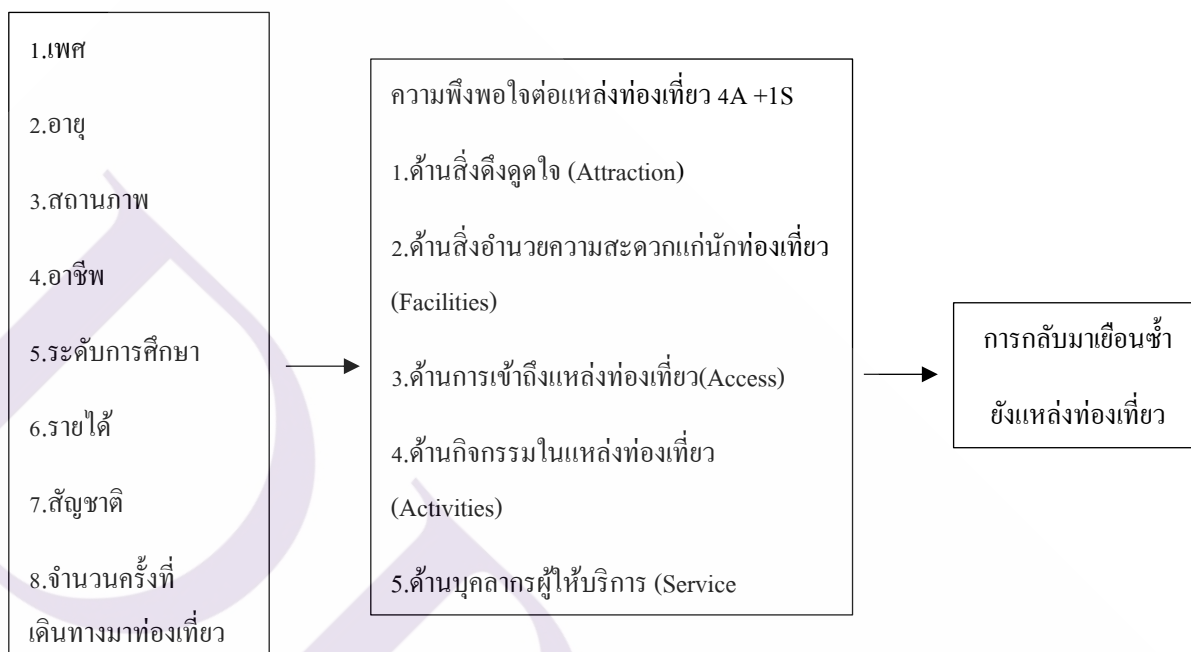 1.เพศ
2.อายุ
3.สถานภาพ
4.อาชีพ
5.ระดับการศึกษา
6.รายได้
7.สัญชาติ
8.จำนวนครั้งที่
เดินทางมาท่องเที่ยว
ความพึงพอใจต่อแหล่งท่องเที่ยว 4A +1S
1.ด้านสิ่งดึงดูดใจ (Attraction)
2.ด้านสิ่งอำนวยความสะดวกแก่นักท่องเที่ยว
(Facilities)
3.ด้านการเข้าถึงแหล่งท่องเที่ยว(Access)
4.ด้านกิจกรรมในแหล่งท่องเที่ยว
(Activities)
5.ด้านบุคลากรผู้ให้บริการ (Service
การกลับมาเยือนซ้ำ
ยังแหล่งท่องเที่ยว